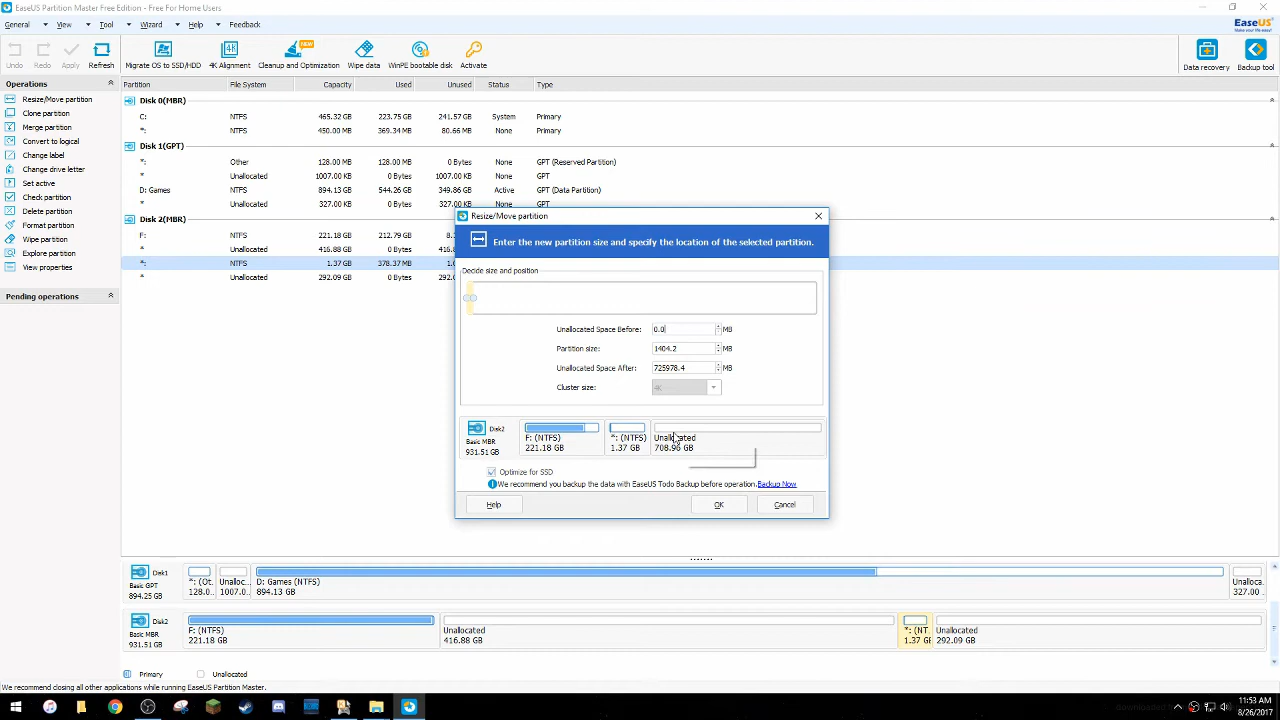 EaseUS Partition Master Free Edition - Free For Home Users
General View Tool Wizard Help Feedback
EaseUS
Make your life easy!
Undo Redo Apply Refresh Migrate OS to SSD/HDD 4K Alignment Cleanup and Optimization Wipe data WinPE bootable disk Activate Data recovery Backup tool
4K
NEW
Operations
Resize/Move partition
Clone partition
Merge partition
Convert to logical
Change label
Change drive letter
Set active
Check partition
Delete partition
Format partition
Wipe partition
Explore partition
View properties
Pending operations
Partition File System Capacity Used Unused Status Type
Disk 0(MBR)
C: NTFS 465.32 GB 223.75 GB 241.57 GB System Primary
*: NTFS 450.00 MB 369.34 MB 80.66 MB None Primary
Disk 1(GPT)
*: Other 128.00 MB 128.00 MB 0 Bytes None GPT (Reserved Partition)
* Unallocated 1007.00 KB 0 Bytes 1007.00 KB None GPT
D: Games NTFS 894.13 GB 544.26 GB 349.86 GB Active GPT (Data Partition)
* Unallocated 327.00 KB 0 Bytes 327.00 KB None GPT
Disk 2(MBR)
F: NTFS 221.18 GB 212.79 GB
* Unallocated 416.88 GB 0 Bytes
*: NTFS 1.37 GB 378.37 MB
* Unallocated 292.09 GB 0 Bytes
Resize/Move partition
Enter the new partition size and specify the location of the selected partition.
Decide size and position
Unallocated Space Before: 0.0 MB
Partition size: 1404.2 MB
Unallocated Space After: 725978.4 MB
Cluster size: 4K
Disk2
Basic MBR
931.51 GB
F: (NTFS)
221.18 GB
*: (NTFS)
1.37 GB
Unallocated
708.96 GB
Optimize for SSD
We recommend you backup the data with EaseUS Todo Backup before operation. Backup Now
Help OK Cancel
Disk1
Basic GPT
894.25 GB
*: (Ot.
128.0..
Unalloc..
1007.0..
D: Games (NTFS)
894.13 GB
Unalloca..
327.00
Disk2
Basic MBR
931.51 GB
F: (NTFS)
221.18 GB
Unallocated
416.88 GB
*: (NT
1.37 GB
Unallocated
292.09 GB
Primary Unallocated
We recommend closing all other applications while running EaseUS Partition Master.
11:53 AM
8/26/2017